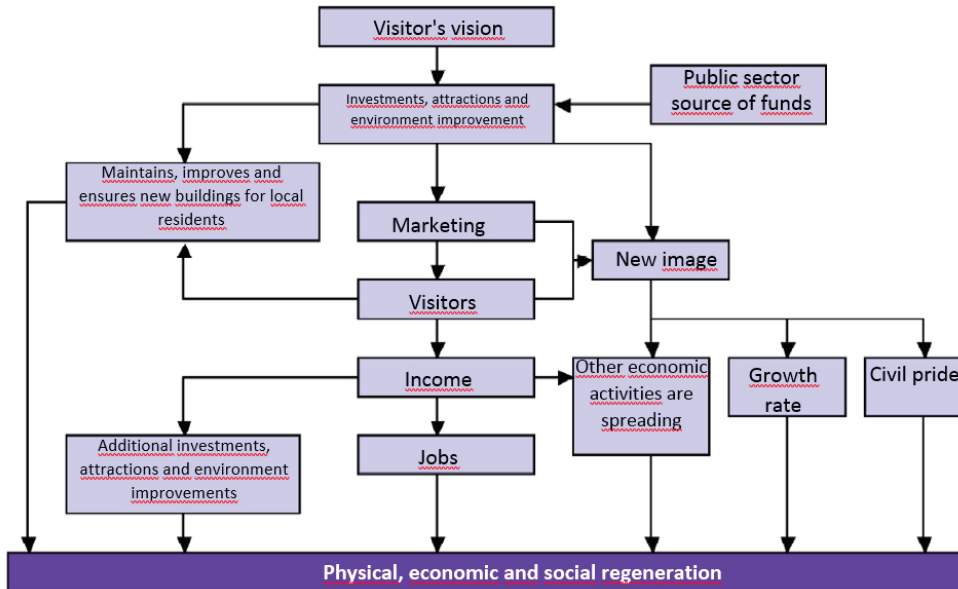 Visitor's vision
Investments, attractions and
environment improvement
Public sector
source of funds
Maintains, improves and
ensures new buildings for local
residents
Marketing
New image
Visitors
Income
Other economic
activities are
spreading
Growth
rate
Civil pride
Additional investments,
attractions and environment
improvements
Jobs
Physical, economic and social regeneration